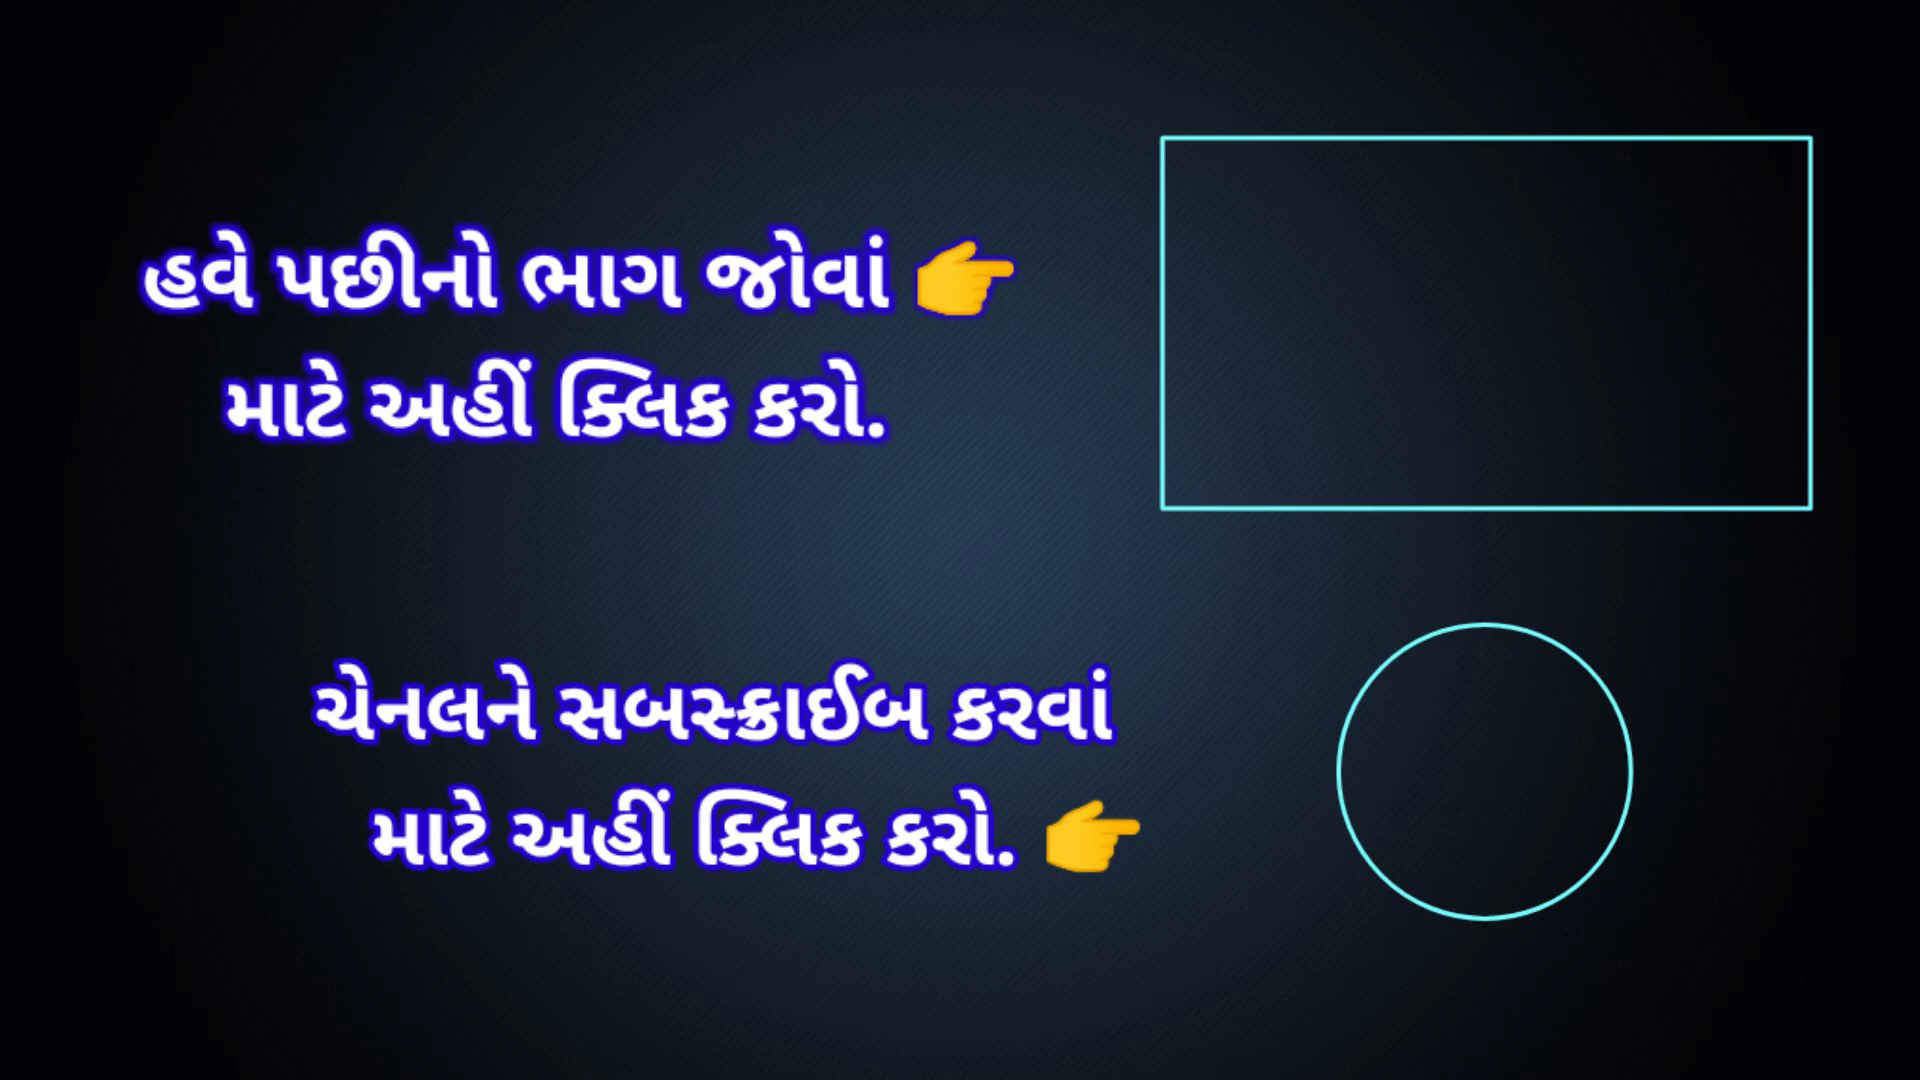 હવે પછીનો ભાગ જોવાં 👉
માટે અહીં ક્લિક કરો.
ચેનલને સબસ્ક્રાઈબ કરવાં
માટે અહીં ક્લિક કરો. 👉